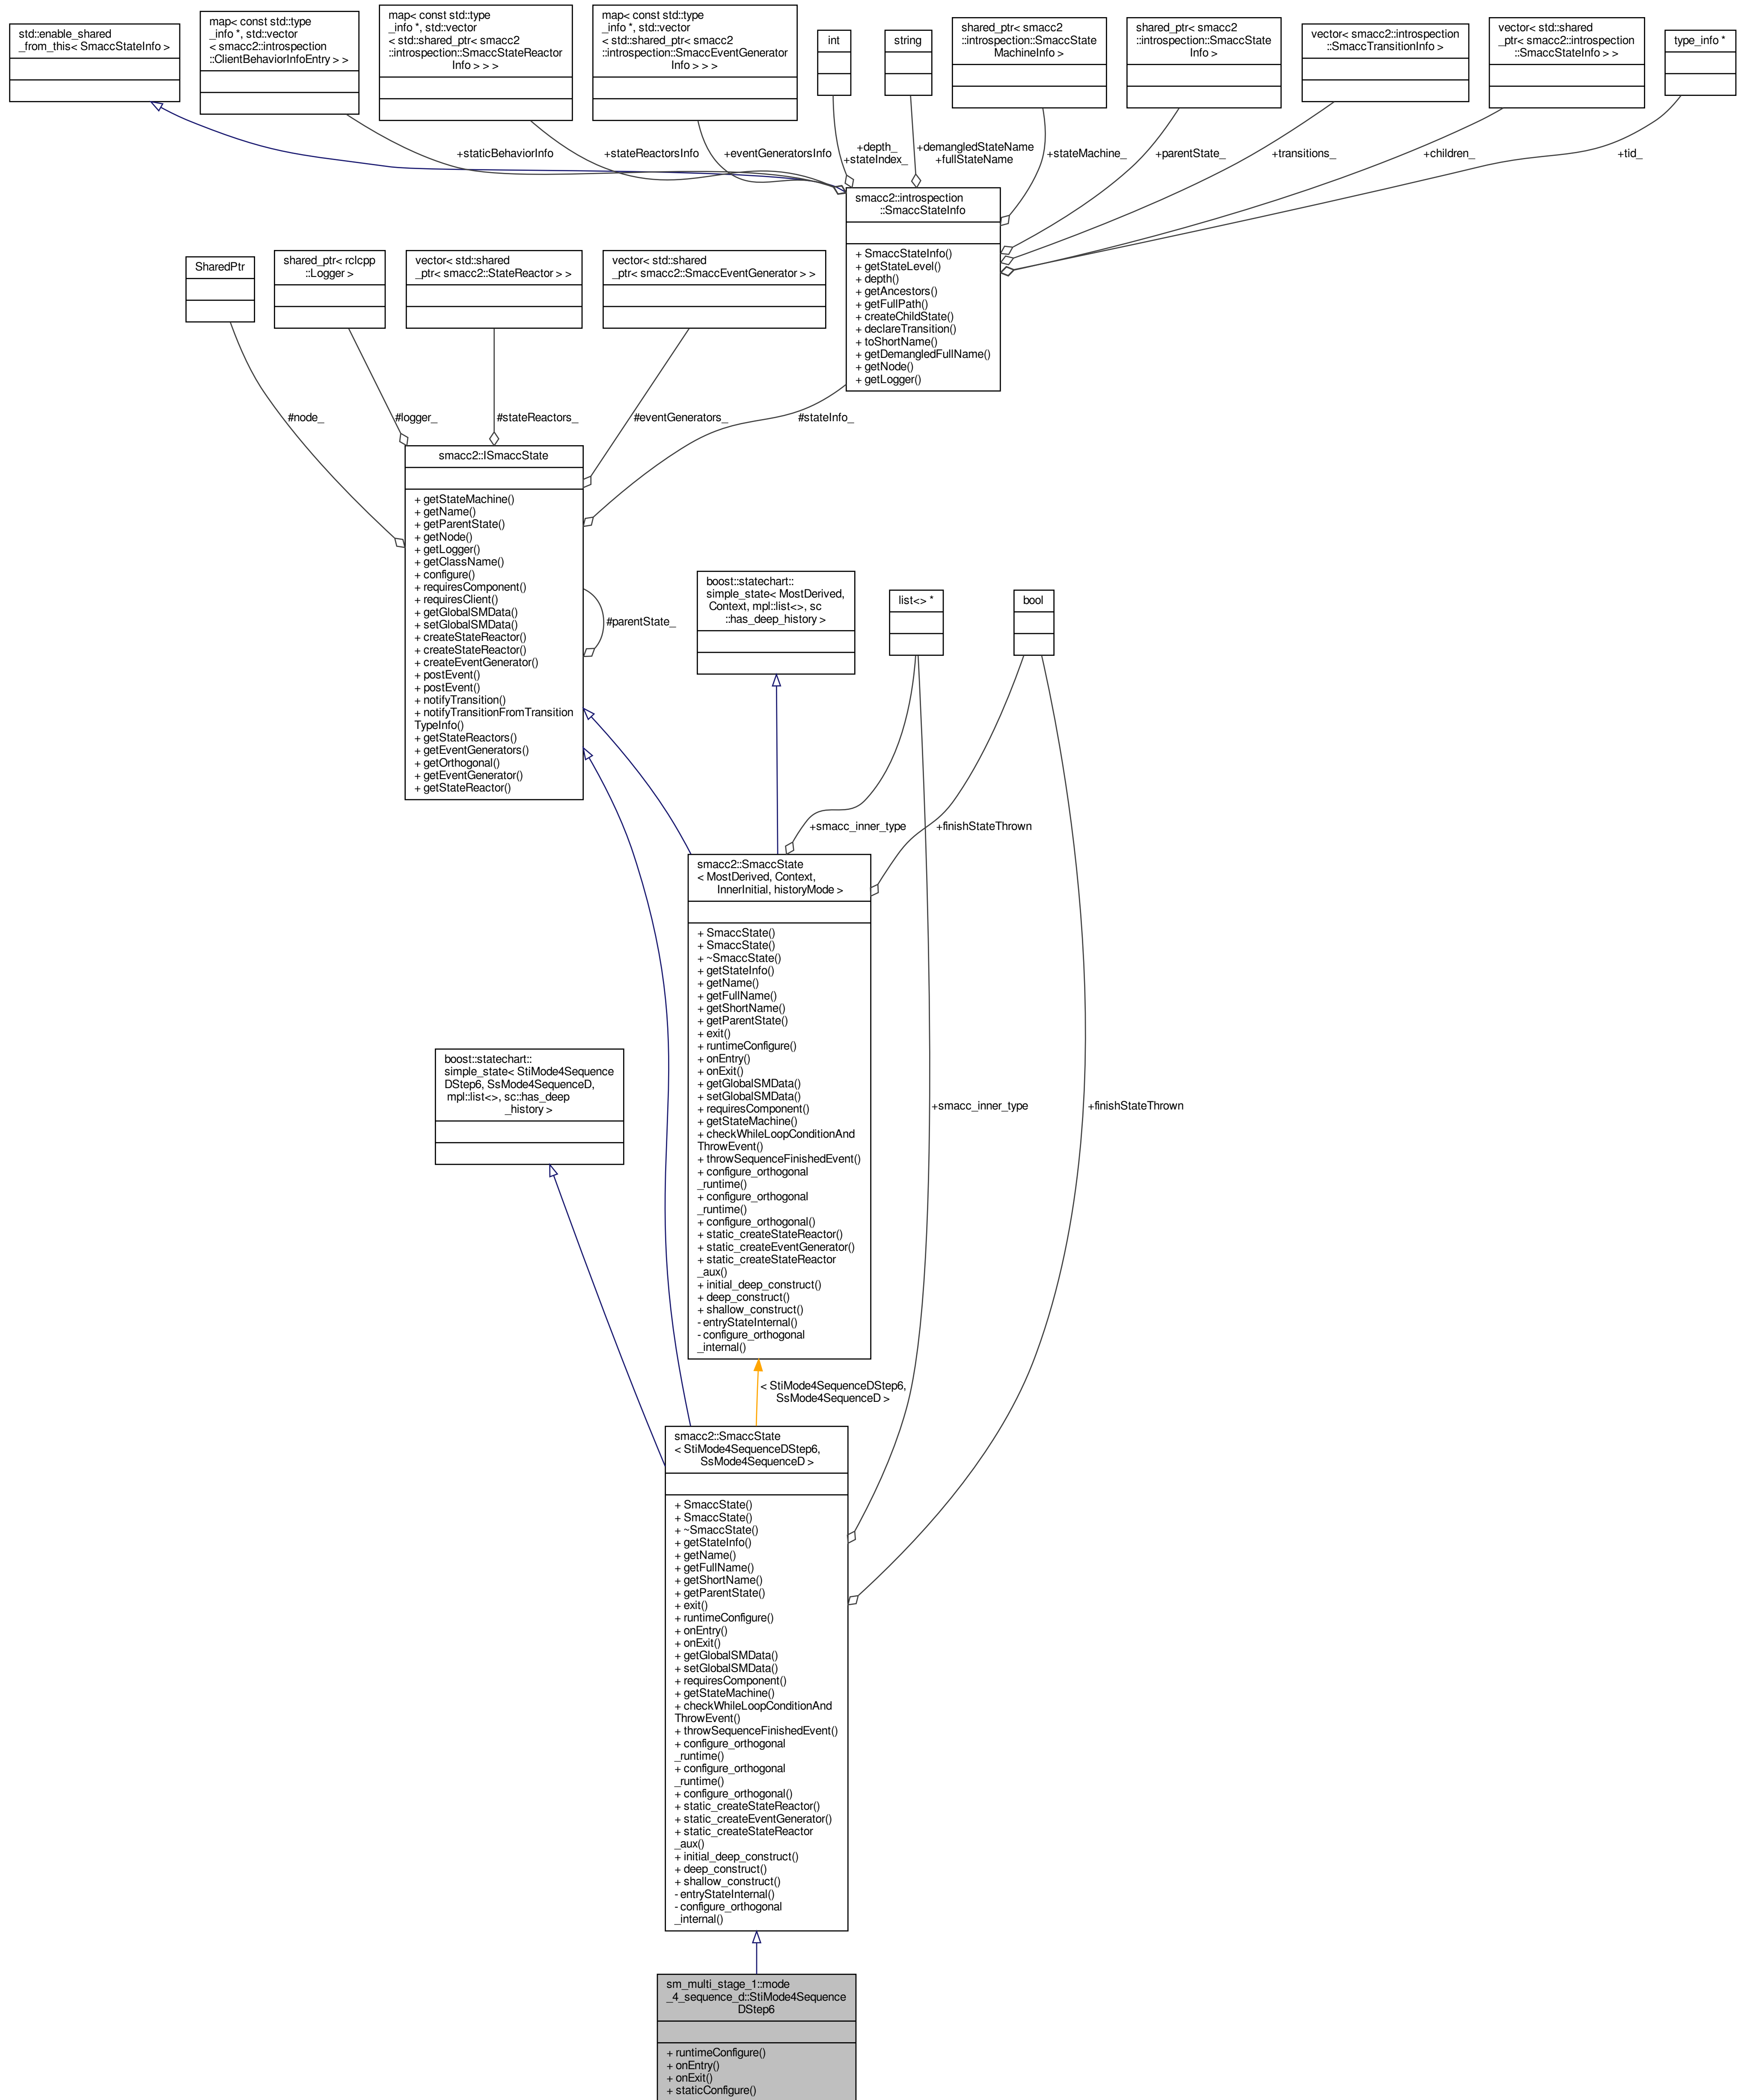 std::enable_shared
_from_this< SmaccStateInfo >
map< const std::type
_info *, std::vector
< smacc2::introspection
::ClientBehaviorInfoEntry > >
map< const std::type
_info *, std::vector
< std::shared_ptr< smacc2
::introspection::SmaccStateReactor
Info > > >
map< const std::type
_info *, std::vector
< std::shared_ptr< smacc2
::introspection::SmaccEventGenerator
Info > > >
int
string
shared_ptr< smacc2
::introspection::SmaccState
MachineInfo >
shared_ptr< smacc2
::introspection::SmaccState
Info >
vector< smacc2::introspection
::SmaccTransitionInfo >
vector< std::shared
_ptr< smacc2::introspection
::SmaccStateInfo > >
type_info *
+staticBehaviorInfo
+stateReactorsInfo
+eventGeneratorsInfo
+depth_
+stateIndex_
+demangledStateName
+fullStateName
+stateMachine_
+parentState_
+transitions_
+children_
+tid_
smacc2::introspection
::SmaccStateInfo
+ SmaccStateInfo()
+ getStateLevel()
+ depth()
+ getAncestors()
+ getFullPath()
+ createChildState()
+ declareTransition()
+ toShortName()
+ getDemangledFullName()
+ getNode()
+ getLogger()
SharedPtr
shared_ptr< rclcpp
::Logger >
vector< std::shared
_ptr< smacc2::StateReactor > >
vector< std::shared
_ptr< smacc2::SmaccEventGenerator > >
#node_
#logger_
#stateReactors_
#eventGenerators_
#stateInfo_
smacc2::ISmaccState
+ getStateMachine()
+ getName()
+ getParentState()
+ getNode()
+ getLogger()
+ getClassName()
+ configure()
+ requiresComponent()
+ requiresClient()
+ getGlobalSMData()
+ setGlobalSMData()
+ createStateReactor()
+ createStateReactor()
+ createEventGenerator()
+ postEvent()
+ postEvent()
+ notifyTransition()
+ notifyTransitionFromTransition
TypeInfo()
+ getStateReactors()
+ getEventGenerators()
+ getOrthogonal()
+ getEventGenerator()
+ getStateReactor()
#parentState_
boost::statechart::
simple_state< MostDerived,
Context, mpl::list<>, sc
::has_deep_history >
list<> *
bool
+smacc_inner_type
+finishStateThrown
smacc2::SmaccState
< MostDerived, Context,
InnerInitial, historyMode >
+ SmaccState()
+ SmaccState()
+ ~SmaccState()
+ getStateInfo()
+ getName()
+ getFullName()
+ getShortName()
+ getParentState()
+ exit()
+ runtimeConfigure()
+ onEntry()
+ onExit()
+ getGlobalSMData()
+ setGlobalSMData()
+ requiresComponent()
+ getStateMachine()
+ checkWhileLoopConditionAnd
ThrowEvent()
+ throwSequenceFinishedEvent()
+ configure_orthogonal
_runtime()
+ configure_orthogonal
_runtime()
+ configure_orthogonal()
+ static_createStateReactor()
+ static_createEventGenerator()
+ static_createStateReactor
_aux()
+ initial_deep_construct()
+ deep_construct()
+ shallow_construct()
- entryStateInternal()
- configure_orthogonal
_internal()
boost::statechart::
simple_state< StiMode4Sequence
DStep6, SsMode4SequenceD,
mpl::list<>, sc::has_deep
_history >
+smacc_inner_type
+finishStateThrown
< StiMode4SequenceDStep6,
SsMode4SequenceD >
smacc2::SmaccState
< StiMode4SequenceDStep6,
SsMode4SequenceD >
+ SmaccState()
+ SmaccState()
+ ~SmaccState()
+ getStateInfo()
+ getName()
+ getFullName()
+ getShortName()
+ getParentState()
+ exit()
+ runtimeConfigure()
+ onEntry()
+ onExit()
+ getGlobalSMData()
+ setGlobalSMData()
+ requiresComponent()
+ getStateMachine()
+ checkWhileLoopConditionAnd
ThrowEvent()
+ throwSequenceFinishedEvent()
+ configure_orthogonal
_runtime()
+ configure_orthogonal
_runtime()
+ configure_orthogonal()
+ static_createStateReactor()
+ static_createEventGenerator()
+ static_createStateReactor
_aux()
+ initial_deep_construct()
+ deep_construct()
+ shallow_construct()
- entryStateInternal()
- configure_orthogonal
_internal()
sm_multi_stage_1::mode
_4_sequence_d::StiMode4Sequence
DStep6
+ runtimeConfigure()
+ onEntry()
+ onExit()
+ staticConfigure()